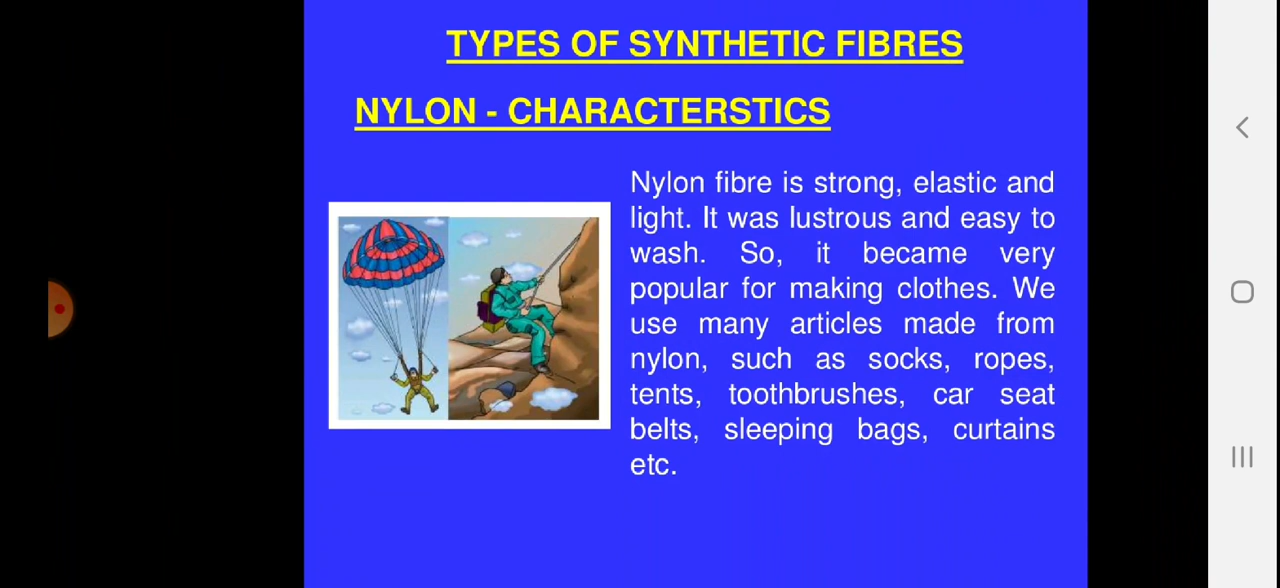 TYPES OF SYNTHETIC FIBRES
NYLON - CHARACTERSTICS
Nylon fibre is strong, elastic and
light. It was lustrous and easy to
wash. So, it became very
popular for making clothes. We
use many articles made from
nylon, such as socks, ropes,
tents, toothbrushes, car seat
belts, sleeping bags, curtains
etc.